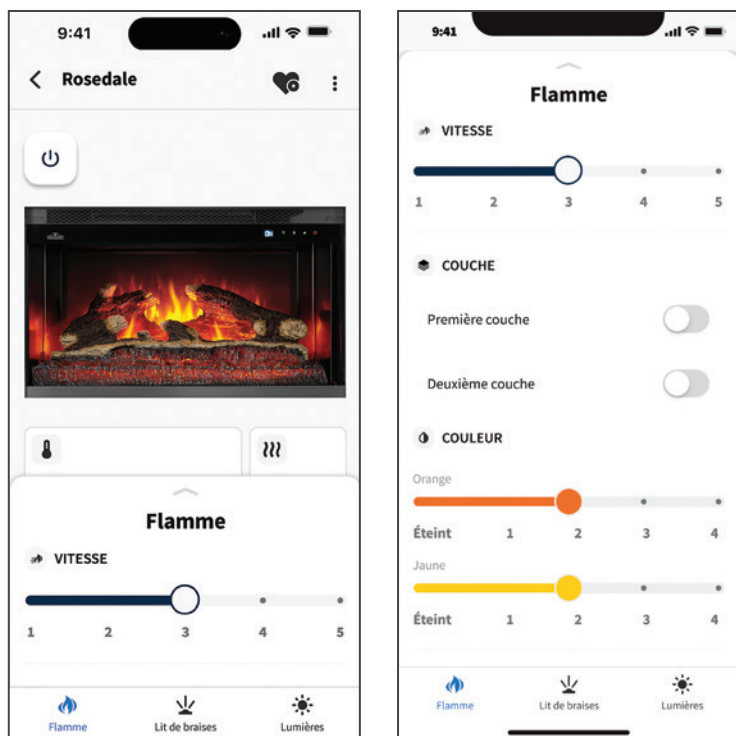 9:41
Rosedale
Flamme
VITESSE
1 2 3 4 5
Flamme Lit de braises Lumières
9:41
Flamme
VITESSE
1 2 3 4 5
COUCHE
Première couche
Deuxième couche
COULEUR
Orange
Éteint 1 2 3 4
Jaune
Éteint 1 2 3 4
Flamme Lit de braises Lumières